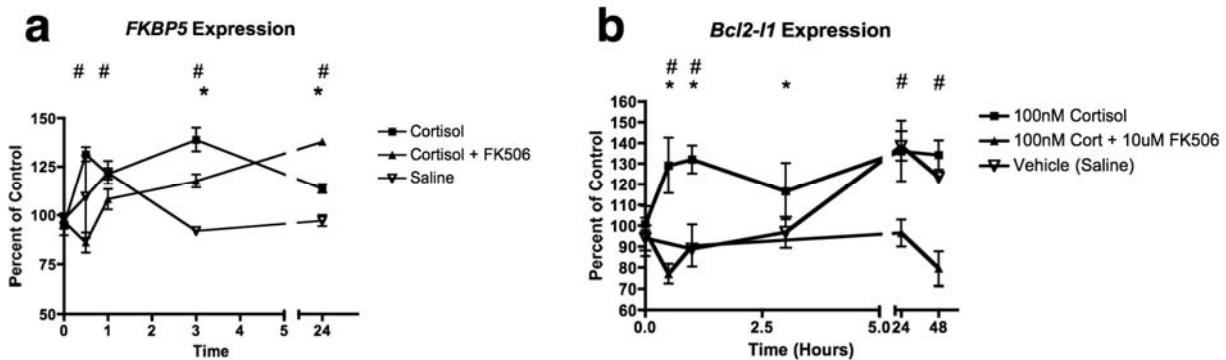 a
FKBP5 Expression
# # # #
* *
150
125
100
75
50
Percent of Control
0 1 2 3 4 5 24
Time
Cortisol
Cortisol + FK506
Saline
b
Bcl2-l1 Expression
# # # #
* * *
160
150
140
130
120
110
100
90
80
70
60
Percent of Control
0.0 2.5 5.0 24 48
Time (Hours)
100nM Cortisol
100nM Cort + 10uM FK506
Vehicle (Saline)